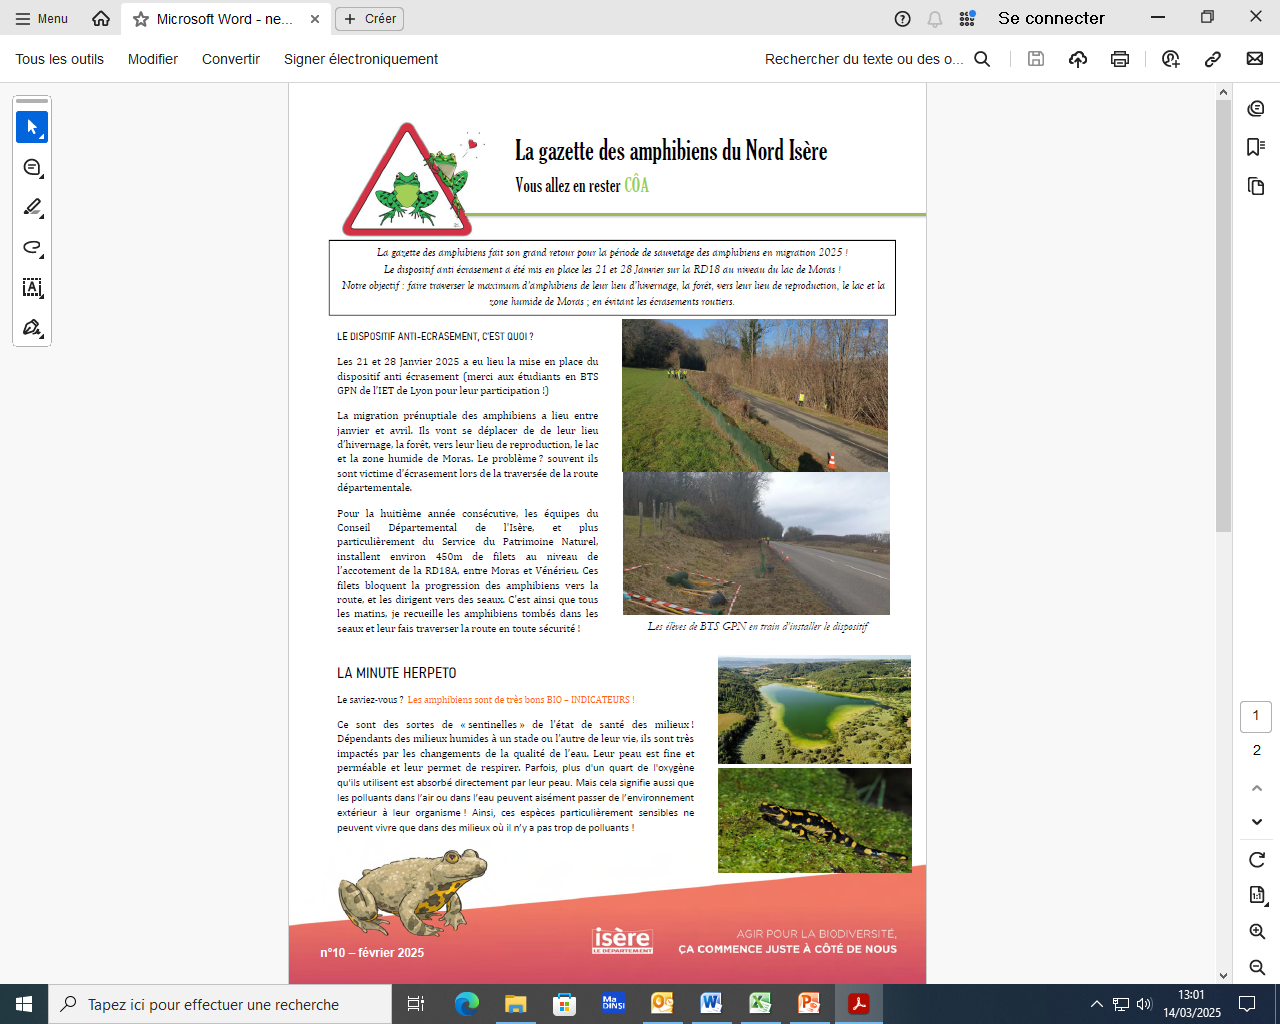 Menu
Microsoft Word - ne...
Créer
Se connecter
Tous les outils
Modifier
Convertir
Signer électroniquement
Rechercher du texte ou des o...
La gazette des amphibiens du Nord Isère
Vous allez en rester CÔA
La gazette des amphibiens fait son grand retour pour la période de sauvetage des amphibiens en migration 2025 !
Le dispositif anti écrasement a été mis en place les 21 et 28 Janvier sur la RD18 au niveau du lac de Moras !
Notre objectif : faire traverser le maximum d'amphibiens de leur lieu d'hivernage, la forêt, vers leur lieu de reproduction, le lac et la
zone humide de Moras ; en évitant les écrasements routiers.
LE DISPOSITIF ANTI-ECRASEMENT, C'EST QUOI ?
Les 21 et 28 Janvier 2025 a eu lieu la mise en place du
dispositif anti écrasement (merci aux étudiants en BTS
GPN de l'IET de Lyon pour leur participation !)
La migration prénuptiale des amphibiens a lieu entre
janvier et avril. Ils vont se déplacer de de leur lieu
d'hivernage, la forêt, vers leur lieu de reproduction, le lac
et la zone humide de Moras. Le problème ? souvent ils
sont victime d'écrasement lors de la traversée de la route
départementale.
Pour la huitième année consécutive, les équipes du
Conseil Départemental de l'Isère, et plus
particulièrement du Service du Patrimoine Naturel,
installent environ 450m de filets au niveau de
l'accotement de la RD18A, entre Moras et Vénérieu. Ces
filets bloquent la progression des amphibiens vers la
route, et les dirigent vers des seaux. C'est ainsi que tous
les matins, je recueille les amphibiens tombés dans les
seaux et leur fais traverser la route en toute sécurité !
Les élèves de BTS GPN en train d'installer le dispositif
LA MINUTE HERPETO
Le saviez-vous ? Les amphibiens sont de très bons BIO – INDICATEURS !
Ce sont des sortes de « sentinelles » de l'état de santé des milieux !
Dépendants des milieux humides à un stade ou l'autre de leur vie, ils sont très
impactés par les changements de la qualité de l'eau. Leur peau est fine et
perméable et leur permet de respirer. Parfois, plus d'un quart de l'oxygène
qu'ils utilisent est absorbé directement par leur peau. Mais cela signifie aussi que
les polluants dans l'air ou dans l'eau peuvent aisément passer de l'environnement
extérieur à leur organisme ! Ainsi, ces espèces particulièrement sensibles ne
peuvent vivre que dans des milieux où il n'y a pas trop de polluants !
n°10 – février 2025
isère
LE DÉPARTEMENT
AGIR POUR LA BIODIVERSITÉ,
ÇA COMMENCE JUSTE À CÔTÉ DE NOUS
1
2
Tapez ici pour effectuer une recherche
Ma
DINSI
13:01
14/03/2025